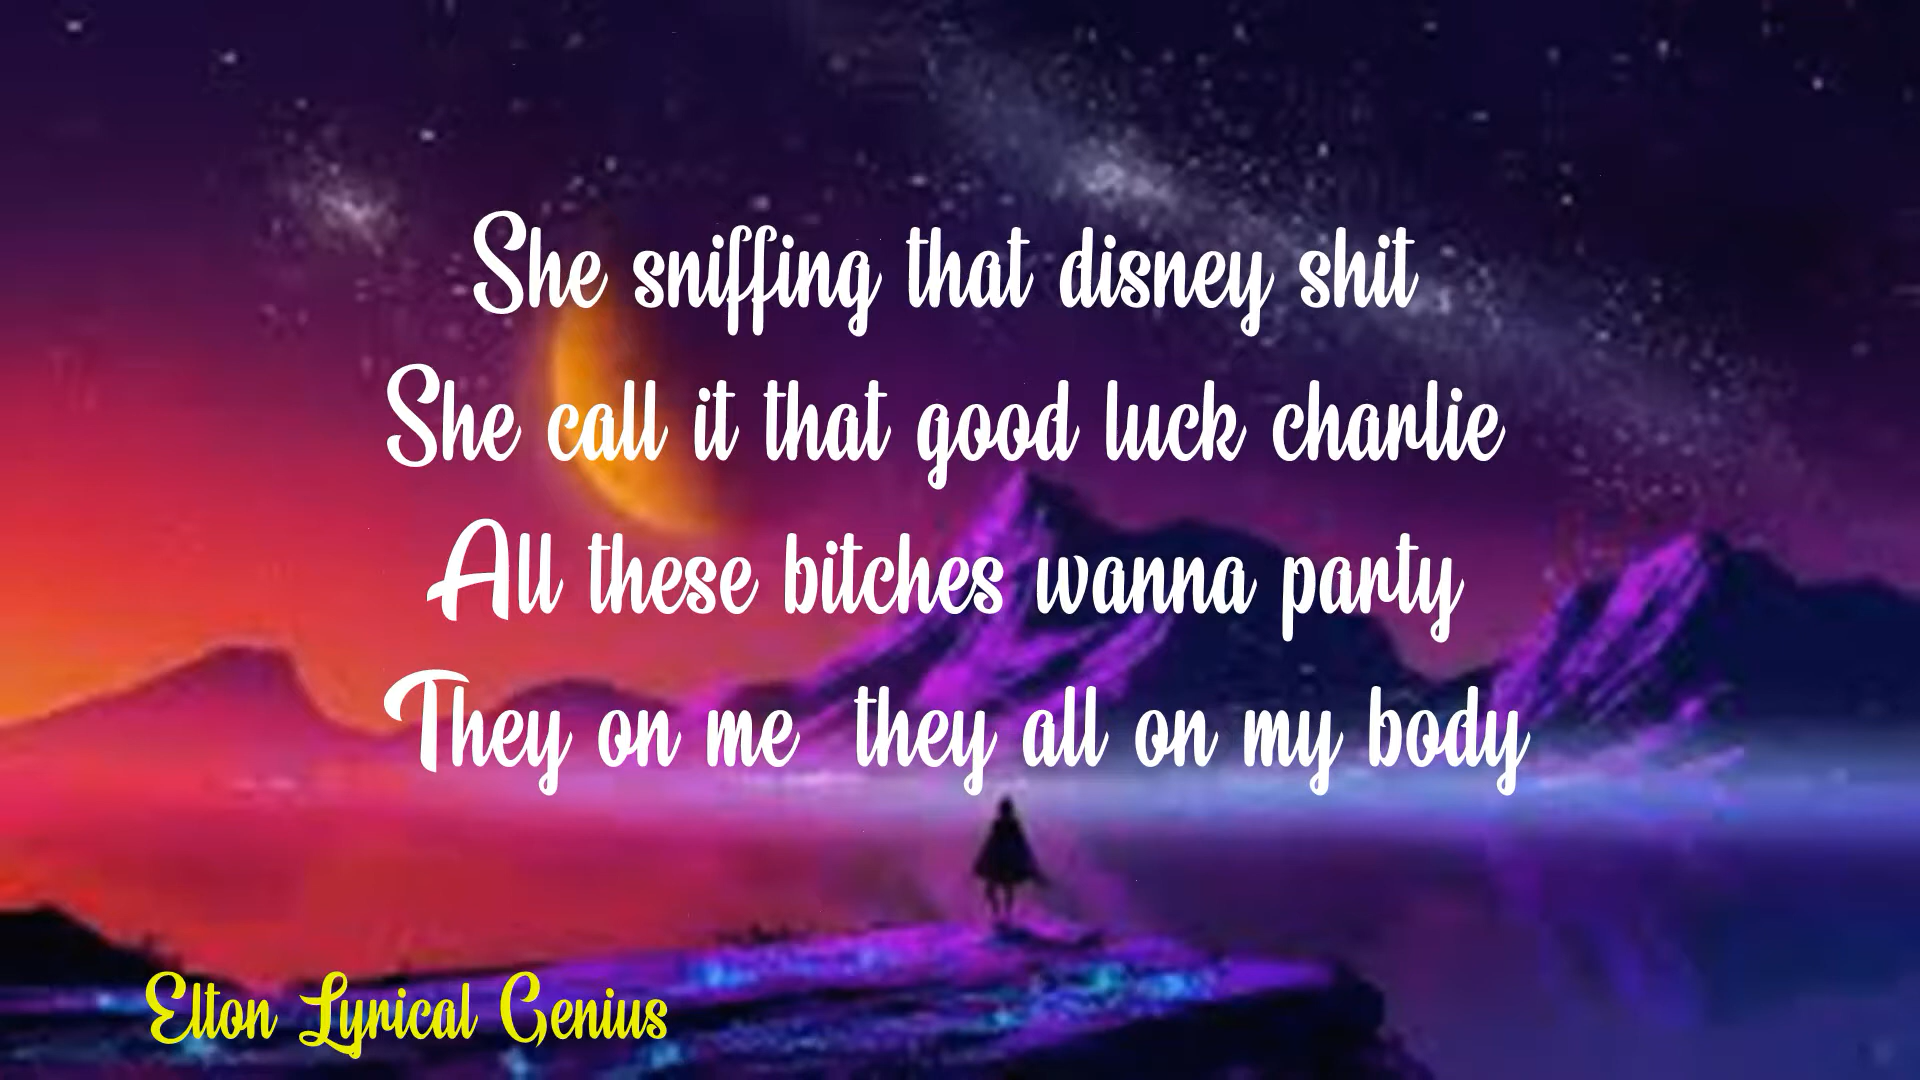 She sniffing that disney shit
She call it that good luck charlie
All these bitches wanna party
They on me  they all on my body
Elton Lyrical Genius